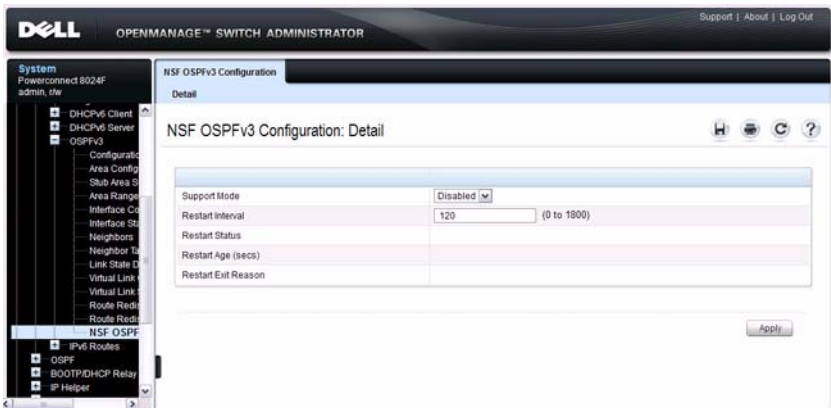 Support | About | Log Out
DELL OPENMANAGE™ SWITCH ADMINISTRATOR
System
Powerconnect 8024F
admin, r/w
DHCPv6 Client
DHCPv6 Server
OSPFv3
Configuratio
Area Config
Stub Area S
Area Range
Interface Co
Interface Sta
Neighbors
Neighbor Ta
Link State D
Virtual Link
Virtual Link
Route Redis
Route Redis
NSF OSPF
IPv6 Routes
OSPF
BOOTP/DHCP Relay
IP Helper
NSF OSPFv3 Configuration
Detail
NSF OSPFv3 Configuration: Detail
Support Mode Disabled
Restart Interval 120 (0 to 1800)
Restart Status
Restart Age (secs)
Restart Exit Reason
Apply